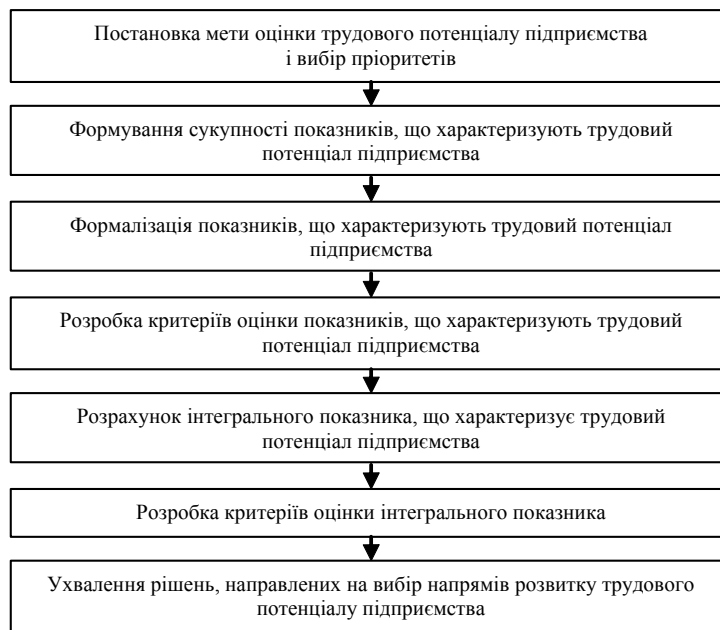 Постановка мети оцінки трудового потенціалу підприємства
і вибір пріоритетів
Формування сукупності показників, що характеризують трудовий
потенціал підприємства
Формалізація показників, що характеризують трудовий потенціал
підприємства
Розробка критеріїв оцінки показників, що характеризують трудовий
потенціал підприємства
Розрахунок інтегрального показника, що характеризує трудовий
потенціал підприємства
Розробка критеріїв оцінки інтегрального показника
Ухвалення рішень, направлених на вибір напрямів розвитку трудового
потенціалу підприємства